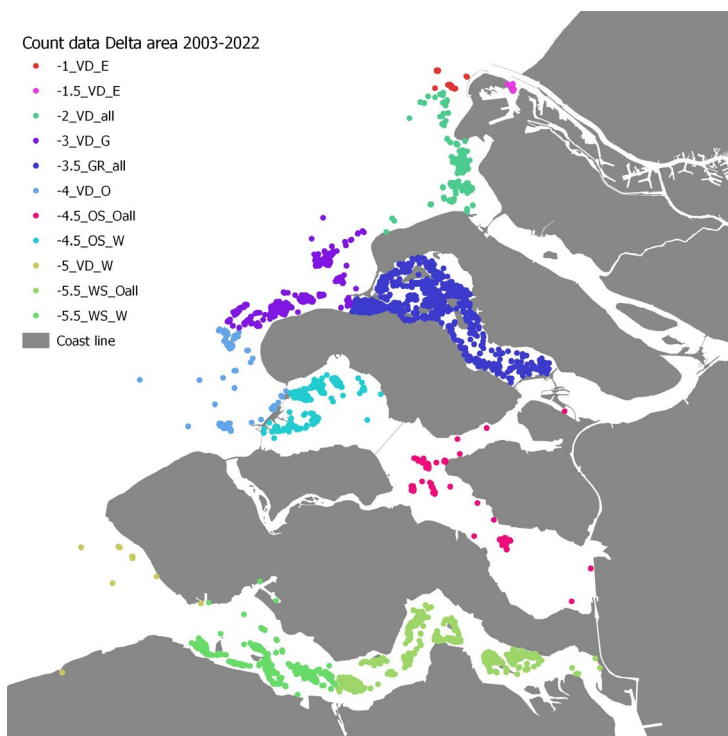 Count data Delta area 2003-2022
-1_VD_E
-1.5_VD_E
-2_VD_all
-3_VD_G
-3.5_GR_all
-4_VD_O
-4.5_OS_Oall
-4.5_OS_W
-5_VD_W
-5.5_WS_Oall
-5.5_WS_W
Coast line